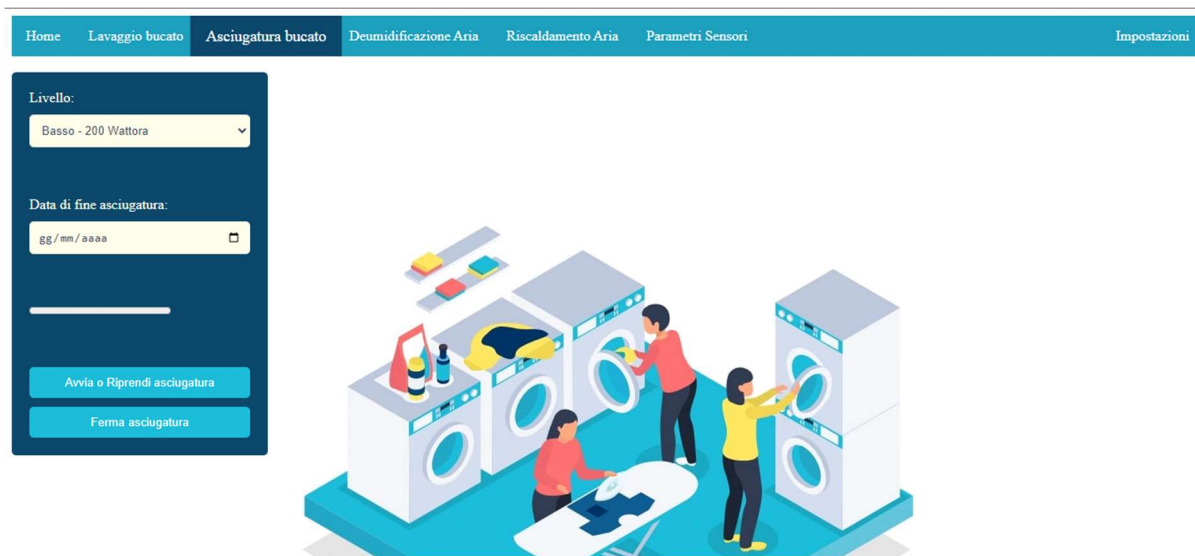 Home Lavaggio bucato Asciugatura bucato Deumidificazione Aria Riscaldamento Aria Parametri Sensori Impostazioni
Livello:
Basso - 200 Wattora
Data di fine asciugatura:
gg/mm/aaaa
Avvia o Riprendi asciugatura
Ferma asciugatura